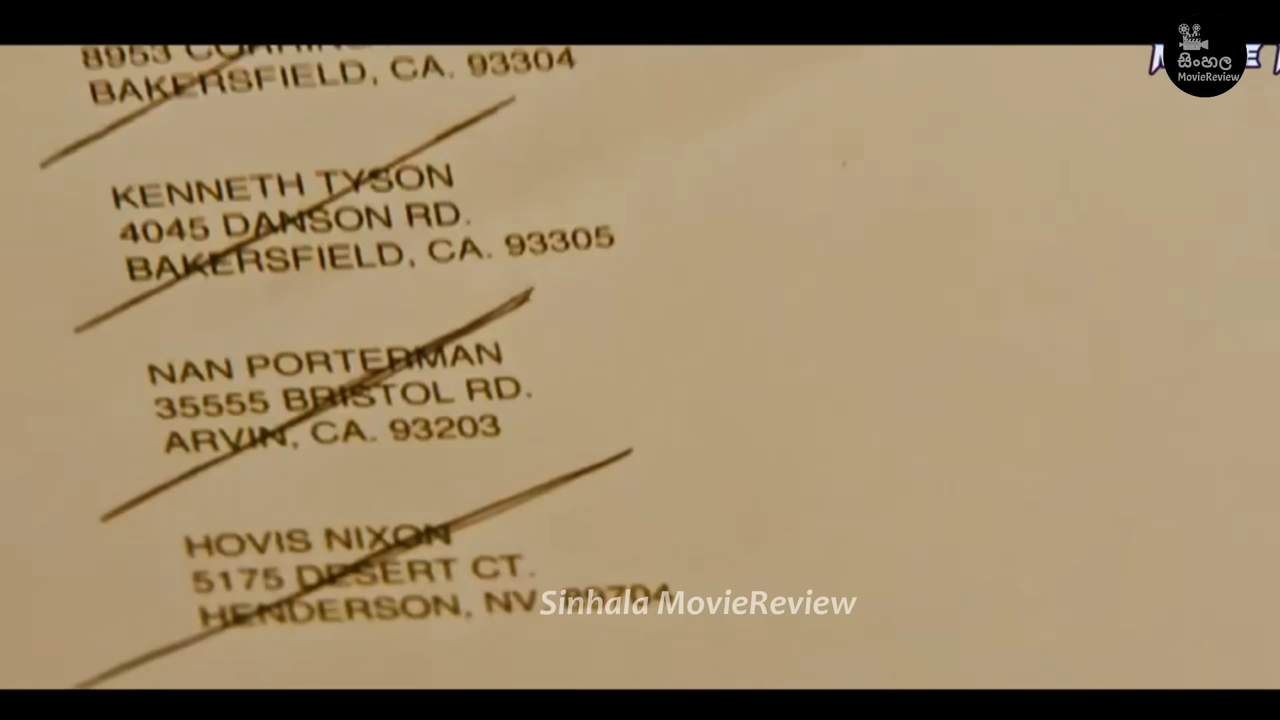 8953
BAKERSFIELD, CA. 93304
KENNETH TYSON
4045 DANSON RD.
BAKERSFIELD, CA. 93305
NAN PORTERMAN
35555 BRISTOL RD.
ARVIN, CA. 93203
HOVIS NIXON
5175 DESERT CT.
HENDERSON, NV
Sinhala MovieReview
සිංහල
MovieReview